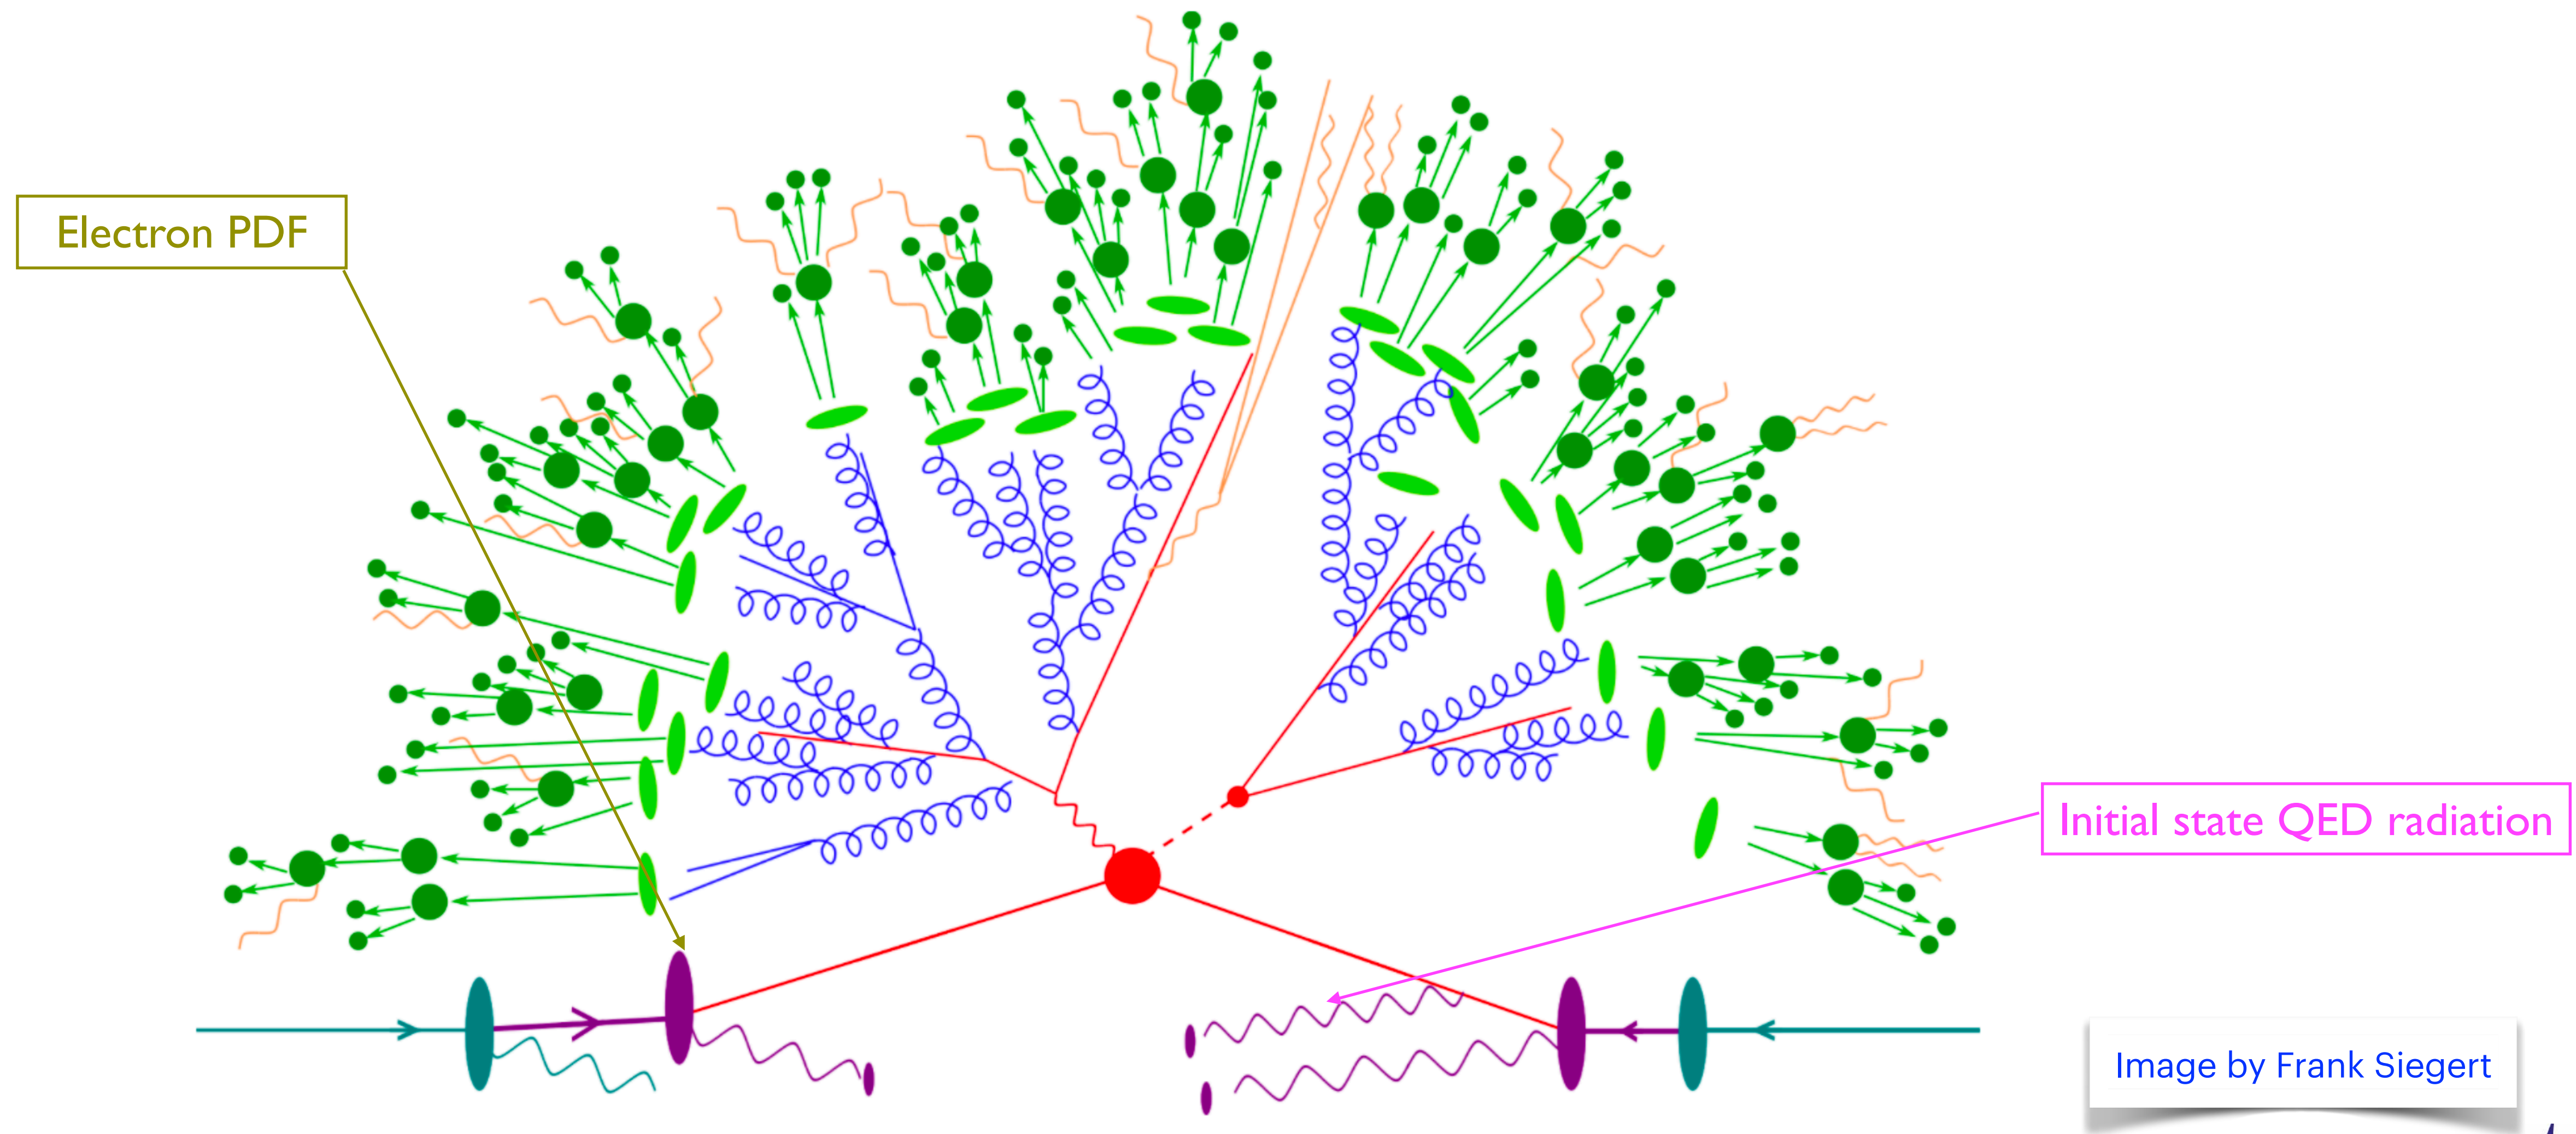 Electron PDF
Initial state QED radiation
Image by Frank Siegert